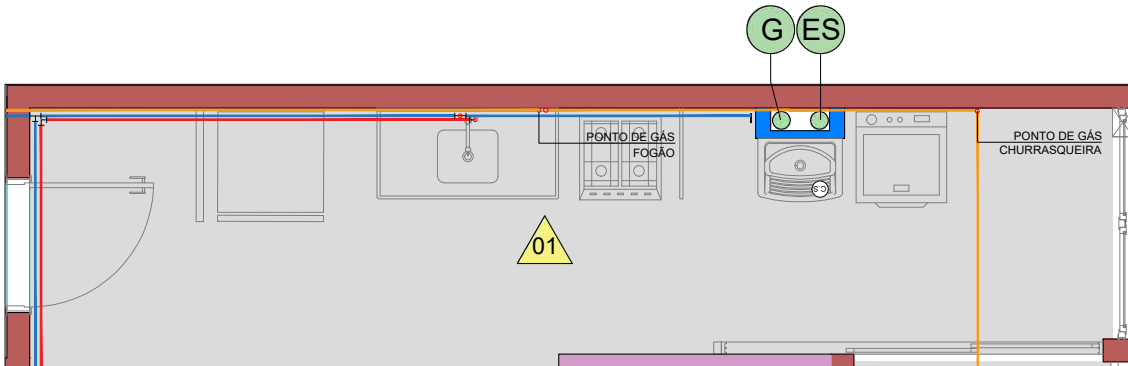 G ES
PONTO DE GÁS
FOGÃO
PONTO DE GÁS
CHURRASQUEIRA
C.S.
01